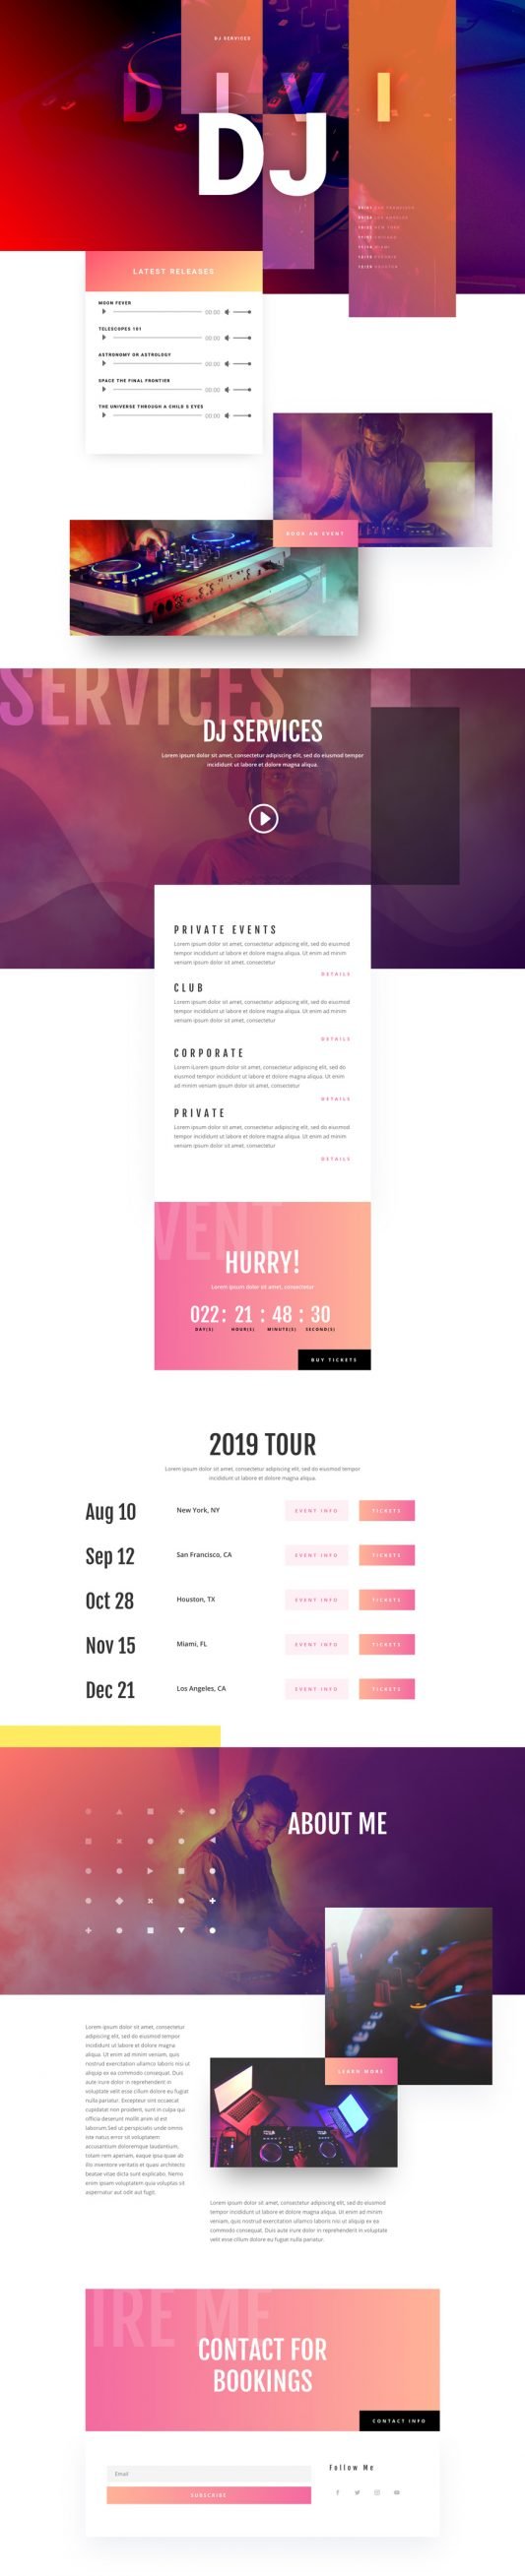 DJ SERVICES
D I V I
DJ
LATEST RELEASES
MOON FEVER
00:00
TELESCOPES 101
00:00
ASTRONOMY OR ASTROLOGY
00:00
SPACE THE FINAL FRONTIER
00:00
THE UNIVERSE THROUGH A CHILD S EYES
00:00
BOOK AN EVENT
SERVICES
DJ SERVICES
Lorem ipsum dolor sit amet, consectetur adipiscing elit, sed do eiusmod tempor
incididunt ut labore et dolore magna aliqua.
PRIVATE EVENTS
Lorem ipsum dolor sit amet, consectetur adipiscing elit, sed do eiusmod
tempor incididunt ut labore et dolore magna aliqua. Ut enim ad minim
veniam ipsum dolor sit amet, consectetur
DETAILS
CLUB
Lorem ipsum dolor sit amet, consectetur adipiscing elit, sed do eiusmod
tempor incididunt ut labore et dolore magna aliqua. Ut enim ad minim
veniam ipsum dolor sit amet, consectetur
DETAILS
CORPORATE
Lorem iLorem ipsum dolor sit amet, consectetur adipiscing elit, sed do
eiusmod tempor incididunt ut labore et dolore magna aliqua. Ut enim
ad minim veniam ipsum dolor sit amet, consectetur
DETAILS
PRIVATE
Lorem ipsum dolor sit amet, consectetur adipiscing elit, sed do eiusmod
tempor incididunt ut labore et dolore magna aliqua. Ut enim ad minim
veniam ipsum dolor sit amet, consectetur
DETAILS
VENT
HURRY!
Lorem ipsum dolor sit amet, consectetur
022 : 21 : 48 : 30
DAY(S) HOUR(S) MINUTE(S) SECOND(S)
BUY TICKETS
2019 TOUR
Lorem ipsum dolor sit amet, consectetur adipiscing elit, sed do eiusmod tempor
incididunt ut labore et dolore magna aliqua.
Aug 10 New York, NY EVENT INFO TICKETS
Sep 12 San Francisco, CA EVENT INFO TICKETS
Oct 28 Houston, TX EVENT INFO TICKETS
Nov 15 Miami, FL EVENT INFO TICKETS
Dec 21 Los Angeles, CA EVENT INFO TICKETS
ABOUT ME
Lorem ipsum dolor sit amet, consectetur
adipiscing elit, sed do eiusmod tempor
incididunt ut labore et dolore magna
aliqua. Ut enim ad minim veniam, quis
nostrud exercitation ullamco laboris nisi ut
aliquip ex ea commodo consequat. Duis
aute irure dolor in reprehenderit in
voluptate velit esse cillum dolore eu fugiat
nulla pariatur. Excepteur sint occaecat
cupidatat non proident, sunt in culpa qui
officia deserunt mollit anim id est
laborum.Sed ut perspiciatis unde omnis
iste natus error sit voluptatem
accusantium doloremque laudantium,
totam rem aperiam, eaque ipsa quae ab
illo inventore veritatis et quasi architecto
beatae vitae dicta sunt explicabo. Nemo
enim ipsam voluptatem quia voluptas sit
aspernatur aut odit aut fugit.
LEARN MORE
Lorem ipsum dolor sit amet, consectetur adipiscing elit, sed do eiusmod
tempor incididunt ut labore et dolore magna aliqua. Ut enim ad minim
veniam, quis nostrud exercitation ullamco laboris nisi ut aliquip ex ea
commodo consequat. Duis aute irure dolor in reprehenderit in voluptate
velit esse cillum dolore eu fugiat nulla pariatur.
IRE ME
CONTACT FOR
BOOKINGS
CONTACT INFO
Email
SUBSCRIBE
Follow Me